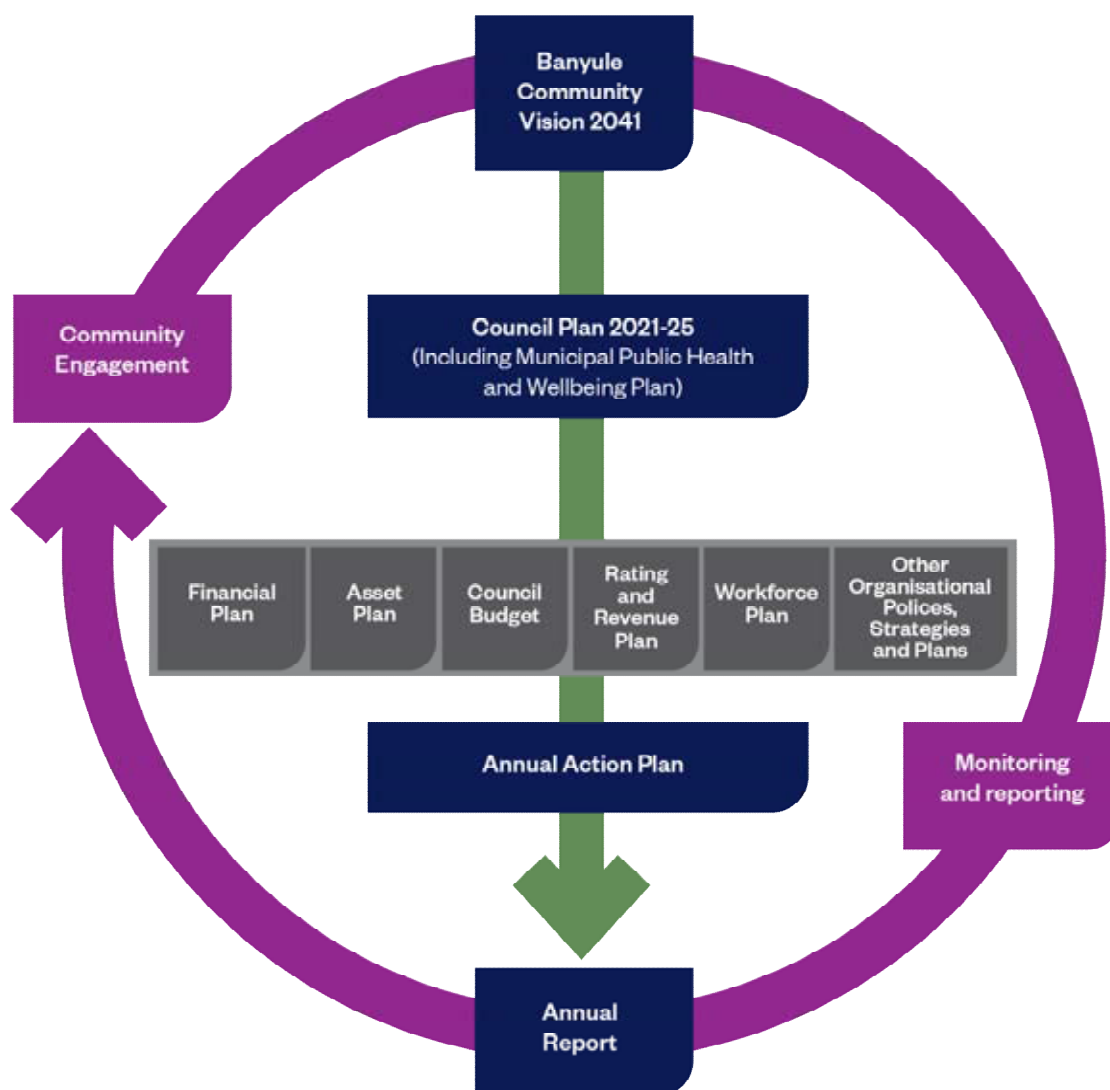 Banyule
Community
Vision 2041
Community
Engagement
Council Plan 2021-25
(Including Municipal Public Health
and Wellbeing Plan)
Financial
Plan
Asset
Plan
Council
Budget
Rating
and
Revenue
Plan
Workforce
Plan
Other
Organisational
Polices,
Strategies
and Plans
Annual Action Plan
Monitoring
and reporting
Annual
Report